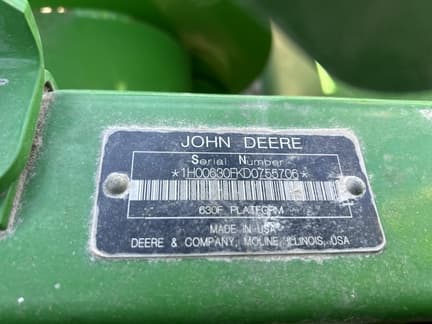 JOHN DEERE
Serial Number
*1H00630FKD0755706*
630F PLATFORM
MADE IN USA
DEERE & COMPANY, MOLINE, ILLINOIS, USA